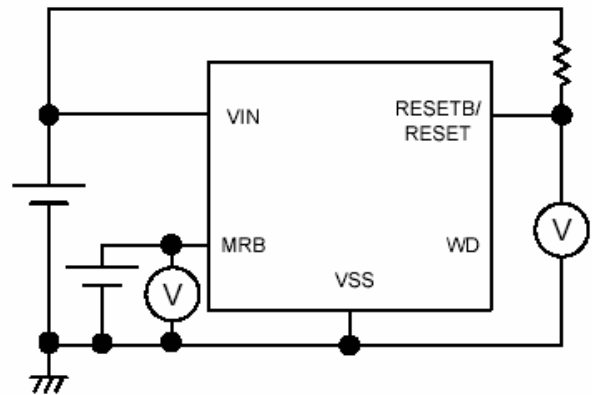 VIN
RESETB/
RESET
MRB
WD
V
V
VSS